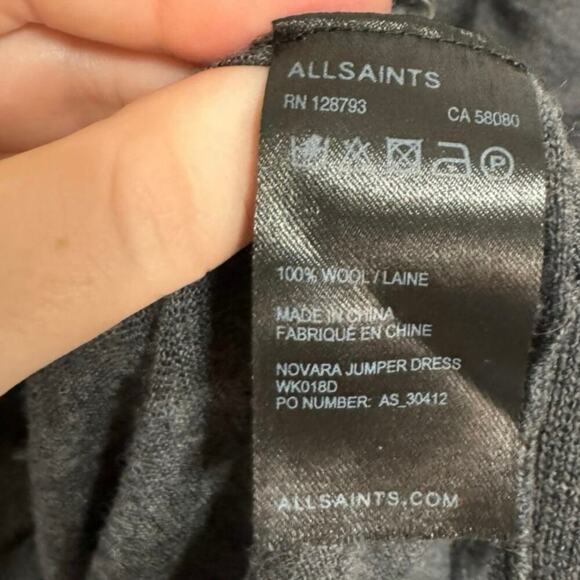 ALLSAINTS
RN 128793 CA 58080
P
100% WOOL / LAINE
MADE IN CHINA
FABRIQUÉ EN CHINE
NOVARA JUMPER DRESS
WK018D
PO NUMBER: AS_30412
ALLSAINTS.COM